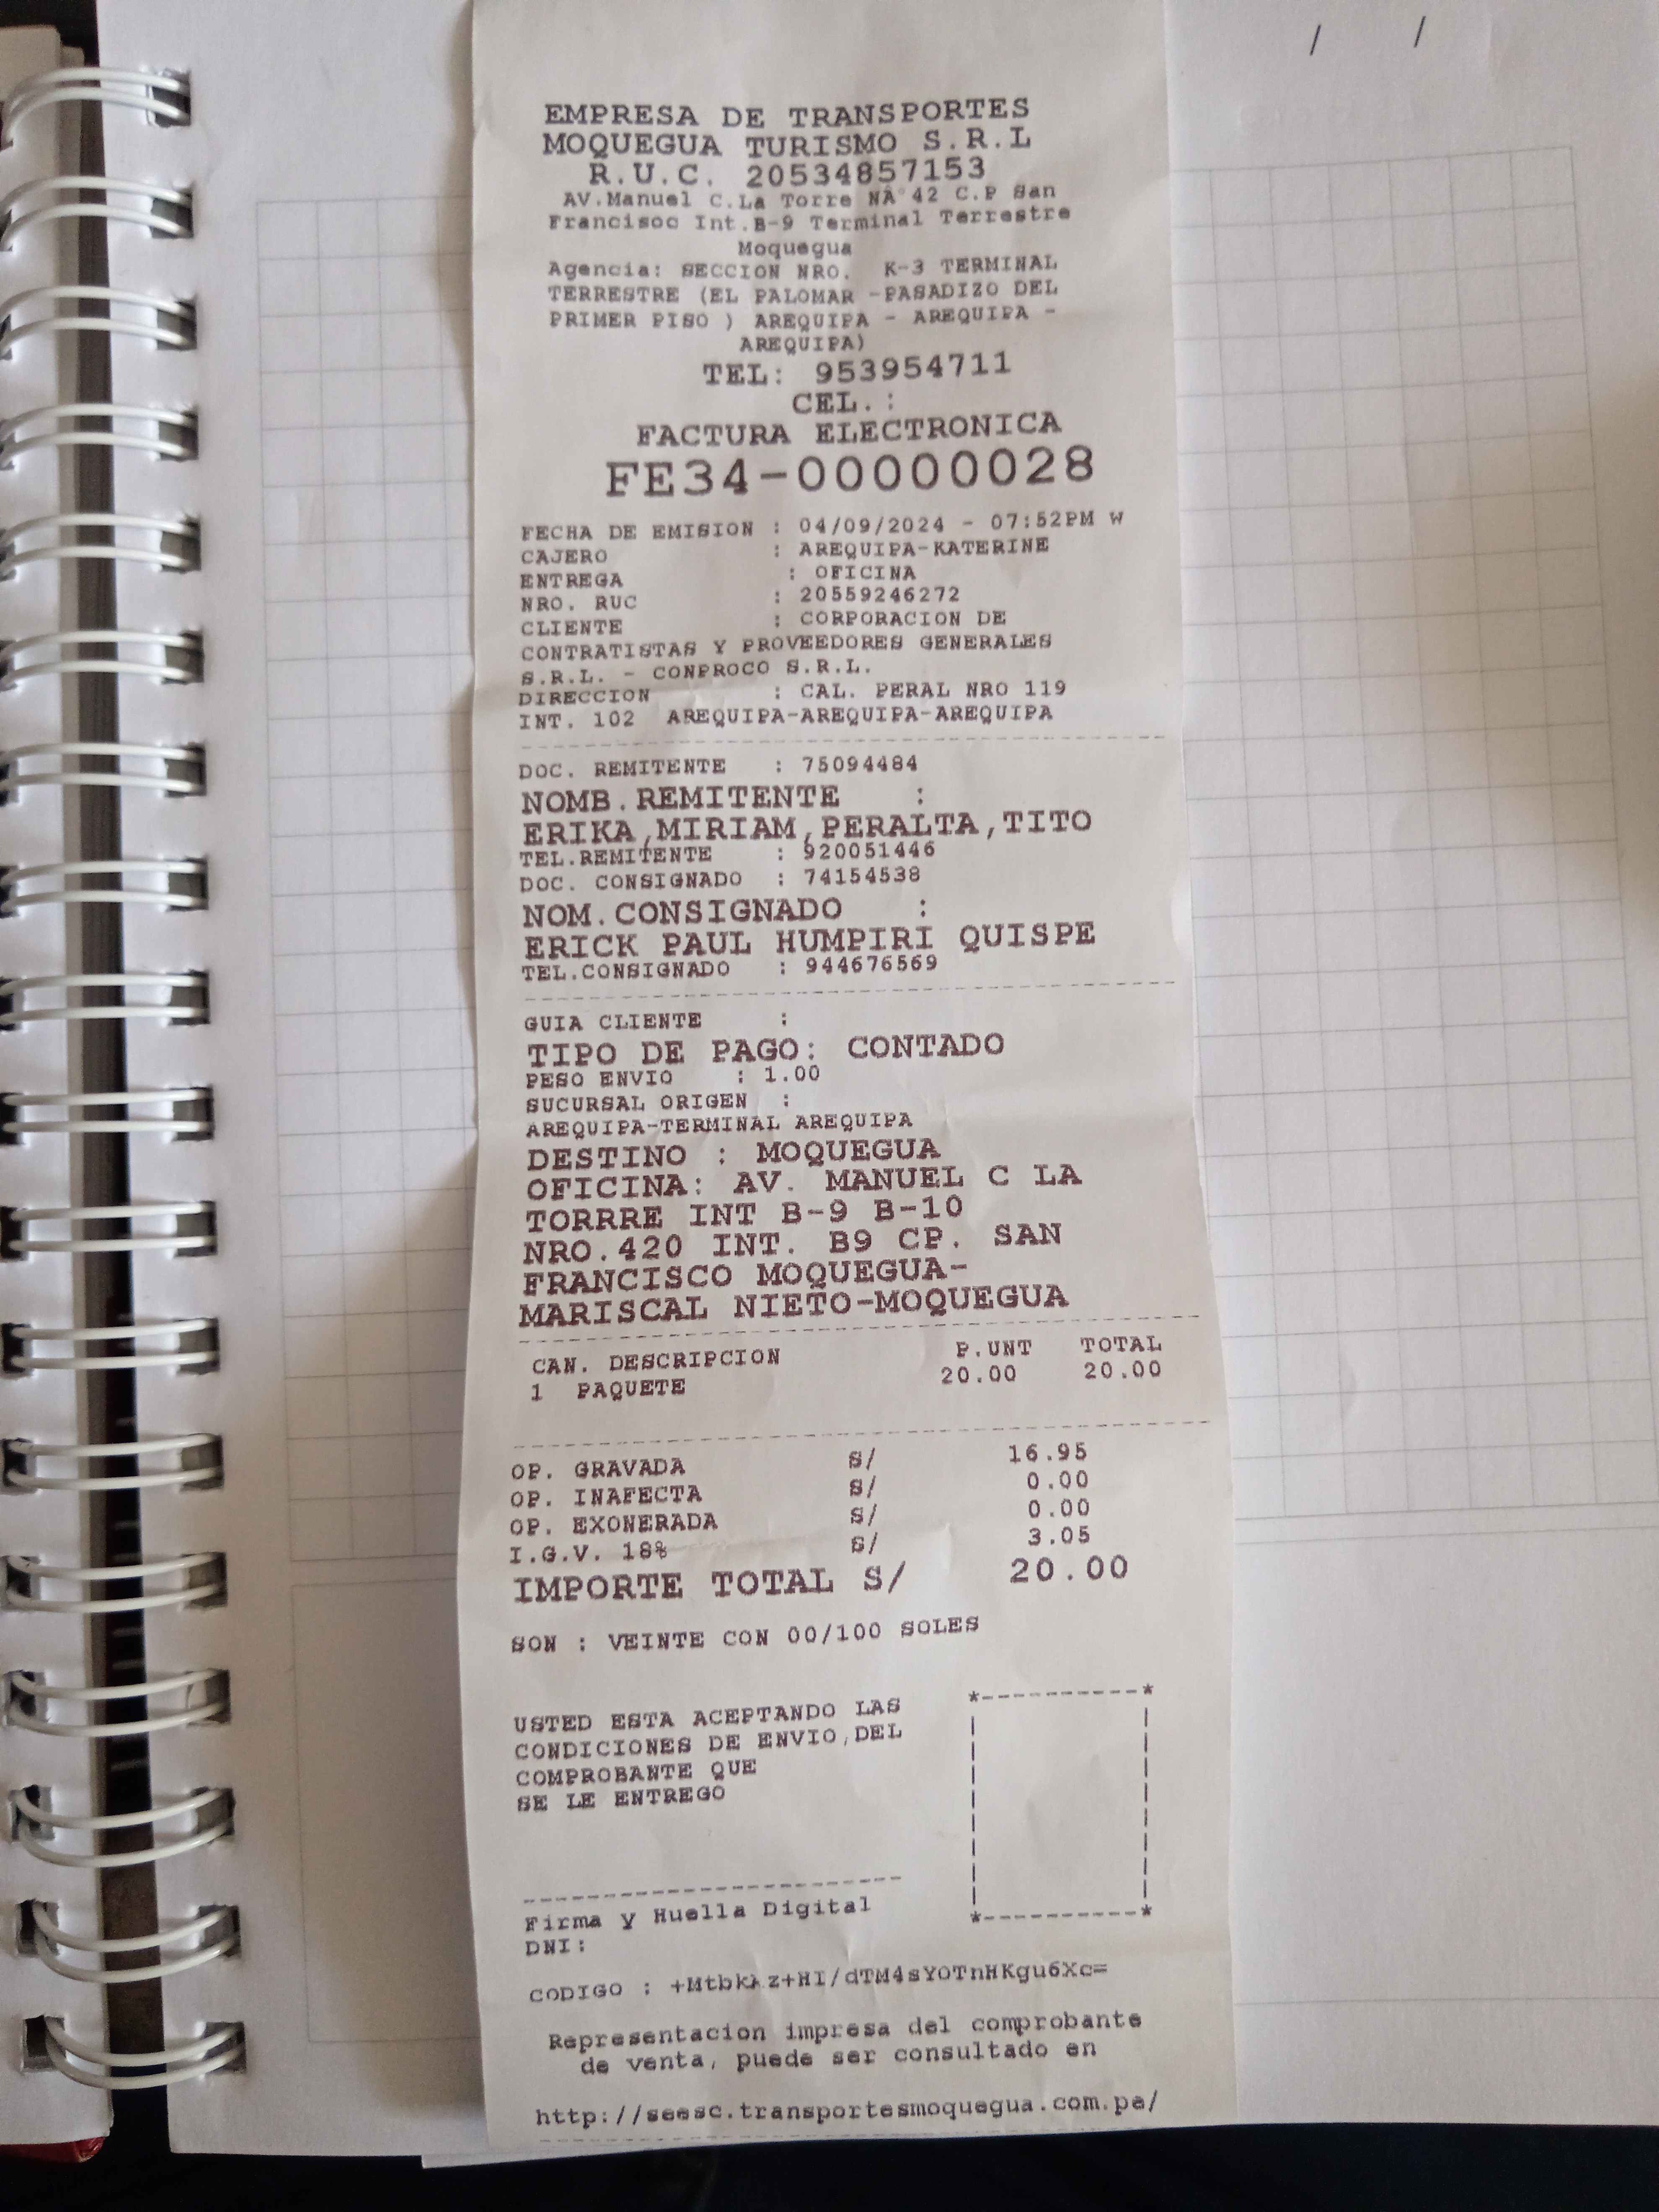 EMPRESA DE TRANSPORTES
MOQUEGUA TURISMO S.R.L
R.U.C. 20534857153
AV.Manuel C.La Torre NÂ°42 C.P San
Francisoc Int.B-9 Terminal Terrestre
Moquegua
Agencia: SECCION NRO. K-3 TERMINAL
TERRESTRE (EL PALOMAR -PASADIZO DEL
PRIMER PISO ) AREQUIPA - AREQUIPA -
AREQUIPA)
TEL: 953954711
CEL.:
FACTURA ELECTRONICA
FE34-00000028
FECHA DE EMISION : 04/09/2024 - 07:52PM W
CAJERO : AREQUIPA-KATERINE
ENTREGA : OFICINA
NRO. RUC : 20559246272
CLIENTE : CORPORACION DE
CONTRATISTAS Y PROVEEDORES GENERALES
S.R.L. - CONPROCO S.R.L.
DIRECCION : CAL. PERAL NRO 119
INT. 102 AREQUIPA-AREQUIPA-AREQUIPA
DOC. REMITENTE : 75094484
NOMB.REMITENTE :
ERIKA,MIRIAM,PERALTA,TITO
TEL.REMITENTE : 920051446
DOC. CONSIGNADO : 74154538
NOM.CONSIGNADO :
ERICK PAUL HUMPIRI QUISPE
TEL.CONSIGNADO : 944676569
GUIA CLIENTE :
TIPO DE PAGO: CONTADO
PESO ENVIO : 1.00
SUCURSAL ORIGEN :
AREQUIPA-TERMINAL AREQUIPA
DESTINO : MOQUEGUA
OFICINA: AV. MANUEL C LA
TORRRE INT B-9 B-10
NRO.420 INT. B9 CP. SAN
FRANCISCO MOQUEGUA-
MARISCAL NIETO-MOQUEGUA
CAN. DESCRIPCION P.UNT TOTAL
1 PAQUETE 20.00 20.00
OP. GRAVADA S/ 16.95
OP. INAFECTA S/ 0.00
OP. EXONERADA S/ 0.00
I.G.V. 18% S/ 3.05
IMPORTE TOTAL S/ 20.00
SON : VEINTE CON 00/100 SOLES
USTED ESTA ACEPTANDO LAS
CONDICIONES DE ENVIO,DEL
COMPROBANTE QUE
SE LE ENTREGO
Firma y Huella Digital
DNI:
CODIGO :
Representacion impresa del comprobante
de venta, puede ser consultado en
http://seesc.transportesmoquegua.com.pe/